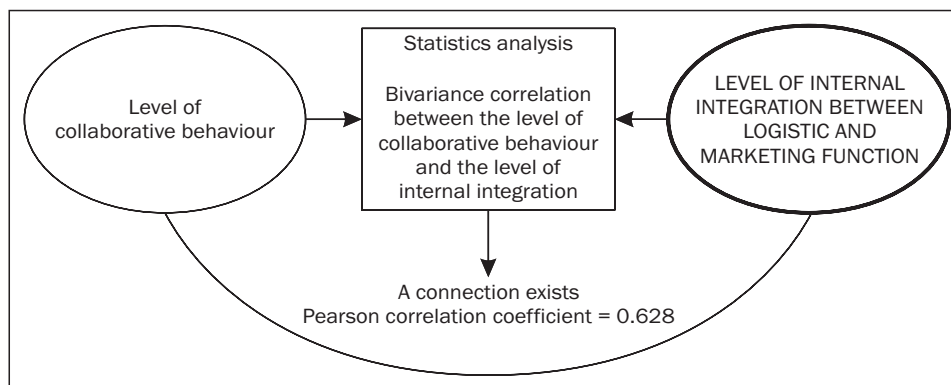 Level of
collaborative behaviour
Statistics analysis
Bivariance correlation
between the level of
collaborative behaviour
and the level of
internal integration
LEVEL OF INTERNAL
INTEGRATION BETWEEN
LOGISTIC AND
MARKETING FUNCTION
A connection exists
Pearson correlation coefficient = 0.628